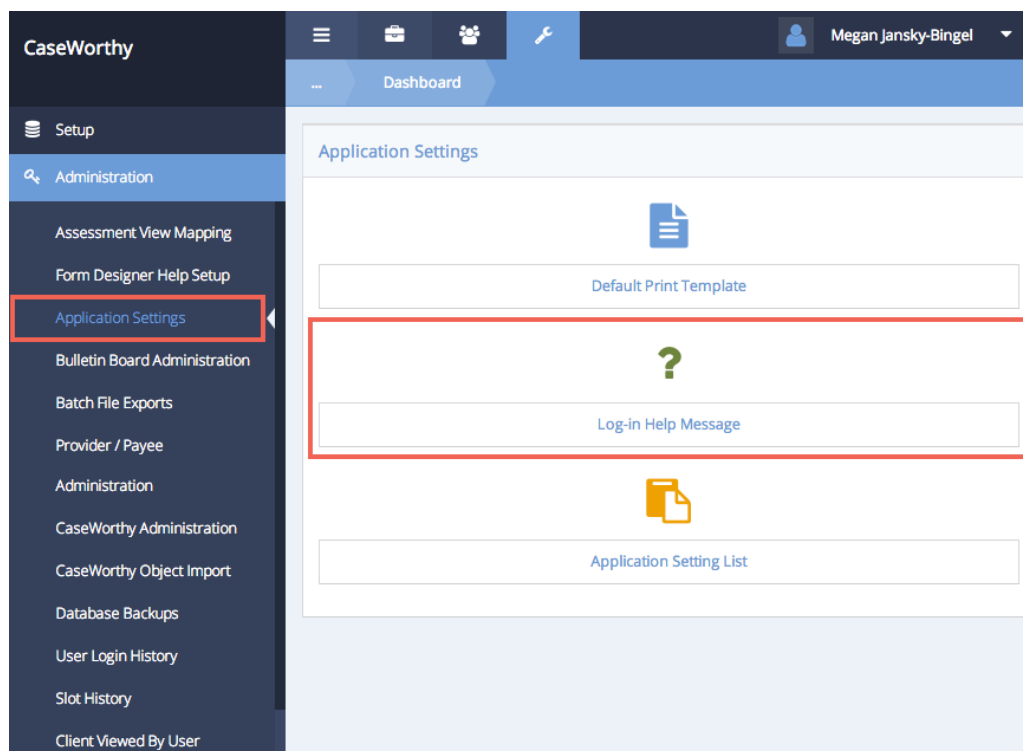 CaseWorthy
Megan Jansky-Bingel
...
Dashboard
Setup
Administration
Assessment View Mapping
Form Designer Help Setup
Application Settings
Bulletin Board Administration
Batch File Exports
Provider / Payee
Administration
CaseWorthy Administration
CaseWorthy Object Import
Database Backups
User Login History
Slot History
Client Viewed By User
Application Settings
Default Print Template
?
Log-in Help Message
Application Setting List